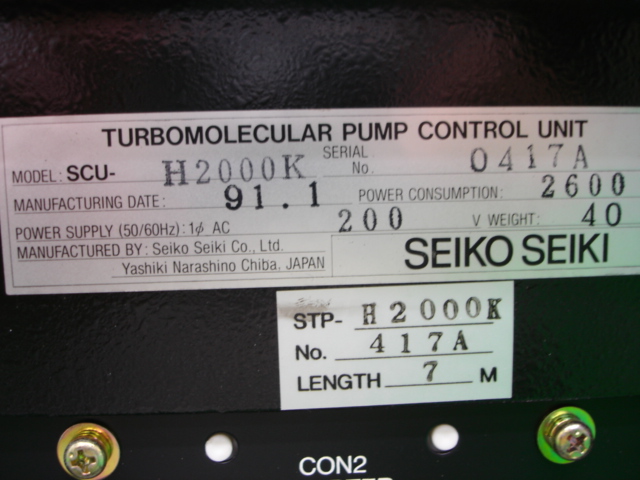 TURBOMOLECULAR PUMP CONTROL UNIT
MODEL: SCU- H2000K SERIAL No. 0417A
MANUFACTURING DATE: 91.1 POWER CONSUMPTION: 2600
POWER SUPPLY (50/60Hz): 1ϕ AC 200 V WEIGHT: 40
MANUFACTURED BY: Seiko Seiki Co., Ltd.
Yashiki Narashino Chiba, JAPAN
SEIKO SEIKI
STP- H2000K
No. 417A
LENGTH 7 M
CON2